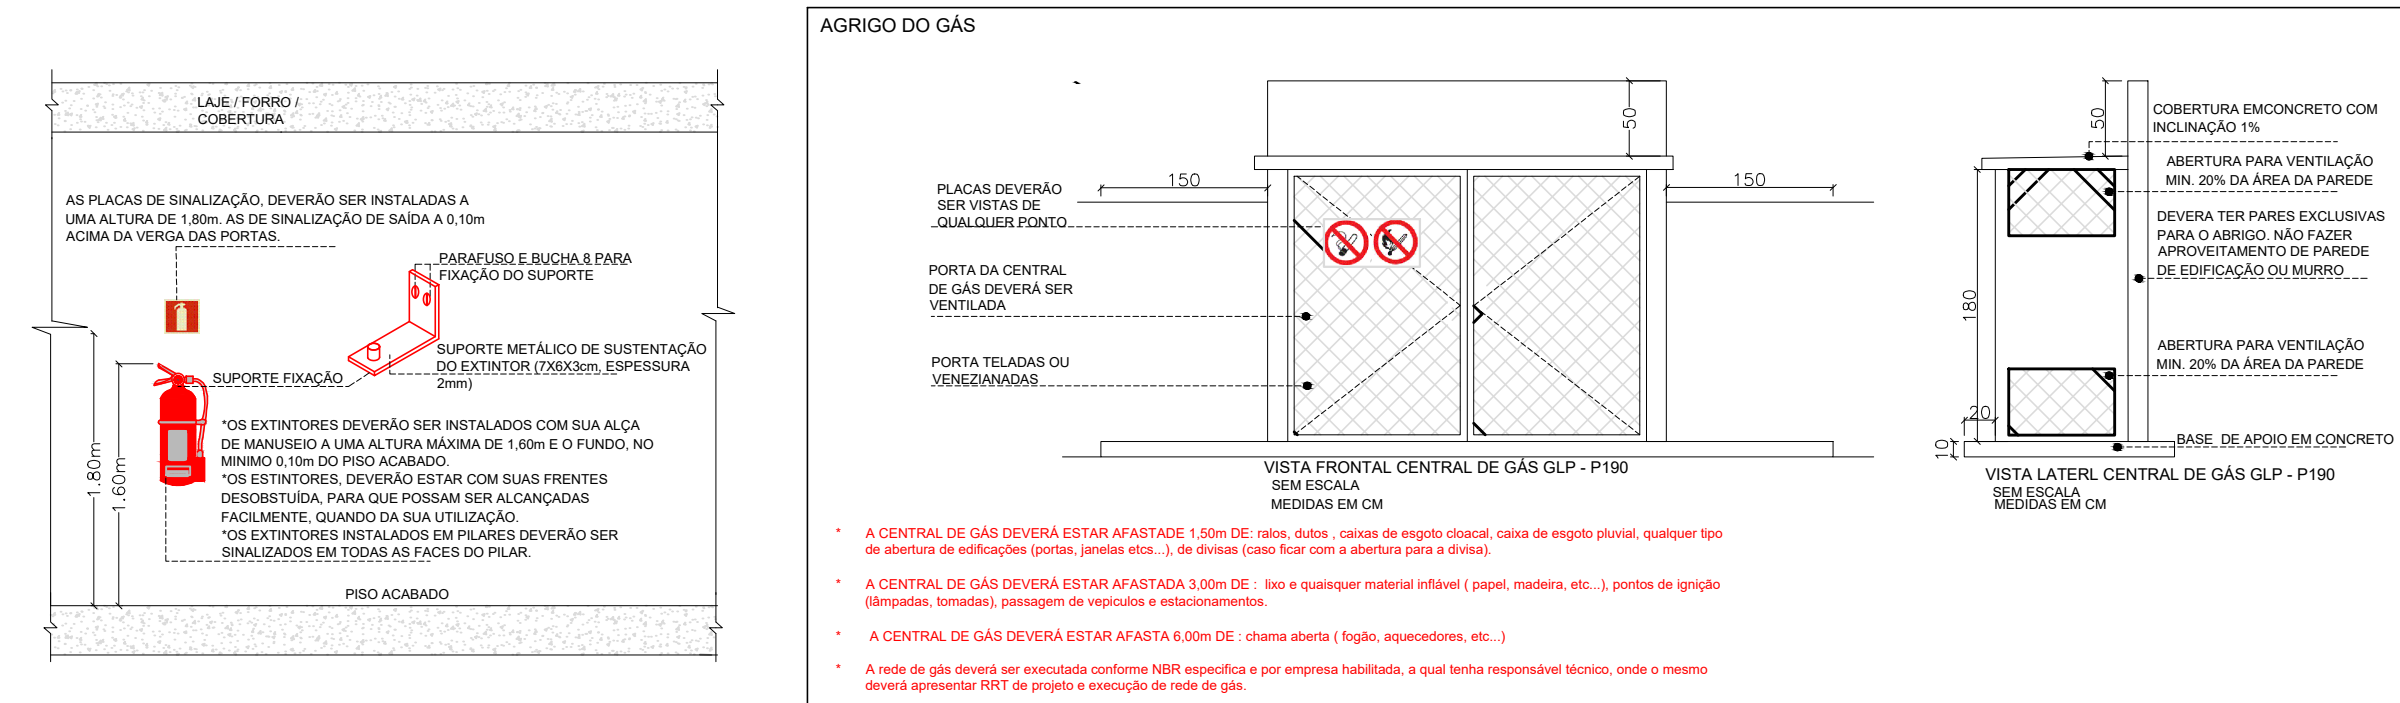 LAJE / FORRO /
COBERTURA
AS PLACAS DE SINALIZAÇÃO, DEVERÃO SER INSTALADAS A
UMA ALTURA DE 1,80m. AS DE SINALIZAÇÃO DE SAÍDA A 0,10m
ACIMA DA VERGA DAS PORTAS.
PARAFUSO E BUCHA 8 PARA
FIXAÇÃO DO SUPORTE
SUPORTE METÁLICO DE SUSTENTAÇÃO
DO EXTINTOR (7X6X3cm, ESPESSURA
2mm)
SUPORTE FIXAÇÃO
1.80m
1.60m
*OS EXTINTORES DEVERÃO SER INSTALADOS COM SUA ALÇA
DE MANUSEIO A UMA ALTURA MÁXIMA DE 1,60m E O FUNDO, NO
MINIMO 0,10m DO PISO ACABADO.
*OS ESTINTORES, DEVERÃO ESTAR COM SUAS FRENTES
DESOBSTUÍDA, PARA QUE POSSAM SER ALCANÇADAS
FACILMENTE, QUANDO DA SUA UTILIZAÇÃO.
*OS EXTINTORES INSTALADOS EM PILARES DEVERÃO SER
SINALIZADOS EM TODAS AS FACES DO PILAR.
PISO ACABADO
AGRIGO DO GÁS
50
150
150
PLACAS DEVERÃO
SER VISTAS DE
QUALQUER PONTO
PORTA DA CENTRAL
DE GÁS DEVERÁ SER
VENTILADA
PORTA TELADAS OU
VENEZIANADAS
VISTA FRONTAL CENTRAL DE GÁS GLP - P190
SEM ESCALA
MEDIDAS EM CM
50
180
20
10
COBERTURA EMCONCRETO COM
INCLINAÇÃO 1%
ABERTURA PARA VENTILAÇÃO
MIN. 20% DA ÁREA DA PAREDE
DEVERA TER PARES EXCLUSIVAS
PARA O ABRIGO. NÃO FAZER
APROVEITAMENTO DE PAREDE
DE EDIFICAÇÃO OU MURRO
ABERTURA PARA VENTILAÇÃO
MIN. 20% DA ÁREA DA PAREDE
BASE DE APOIO EM CONCRETO
VISTA LATERL CENTRAL DE GÁS GLP - P190
SEM ESCALA
MEDIDAS EM CM
* A CENTRAL DE GÁS DEVERÁ ESTAR AFASTADE 1,50m DE: ralos, dutos , caixas de esgoto cloacal, caixa de esgoto pluvial, qualquer tipo
de abertura de edificações (portas, janelas etcs...), de divisas (caso ficar com a abertura para a divisa).
* A CENTRAL DE GÁS DEVERÁ ESTAR AFASTADA 3,00m DE : lixo e quaisquer material inflável ( papel, madeira, etc...), pontos de ignição
(lâmpadas, tomadas), passagem de vepiculos e estacionamentos.
* A CENTRAL DE GÁS DEVERÁ ESTAR AFASTA 6,00m DE : chama aberta ( fogão, aquecedores, etc...)
* A rede de gás deverá ser executada conforme NBR especifica e por empresa habilitada, a qual tenha responsável técnico, onde o mesmo
deverá apresentar RRT de projeto e execução de rede de gás.